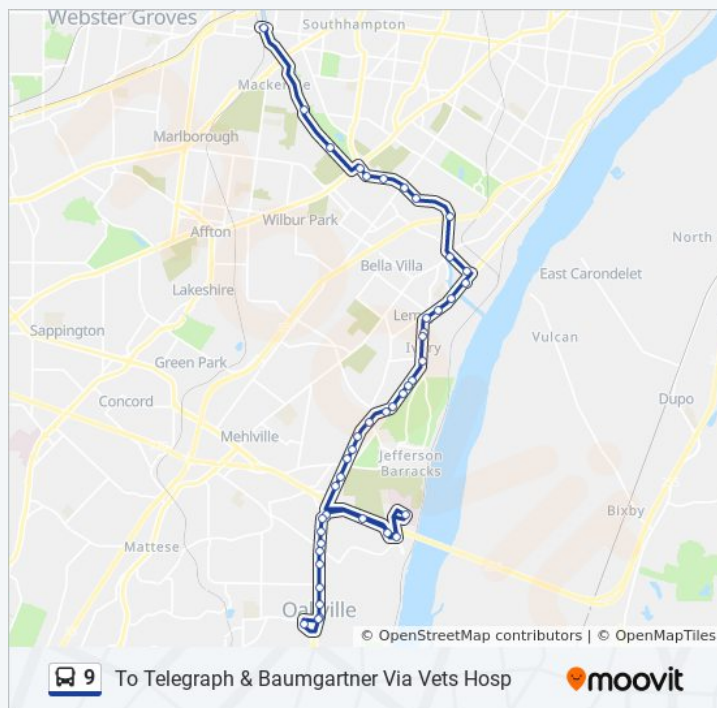 Webster Groves
Southhampton
Mackenzie
Marlborough
Wilbur Park
Affton
North
Bella Villa
East Carondelet
Lakeshire
Sappington
Vulcan
Green Park
Concord
Dupo
Mehlville
Jefferson
Barracks
Bixby
Mattese
© OpenStreetMap contributors | © OpenMapTiles
9 To Telegraph & Baumgartner Via Vets Hosp
moovit